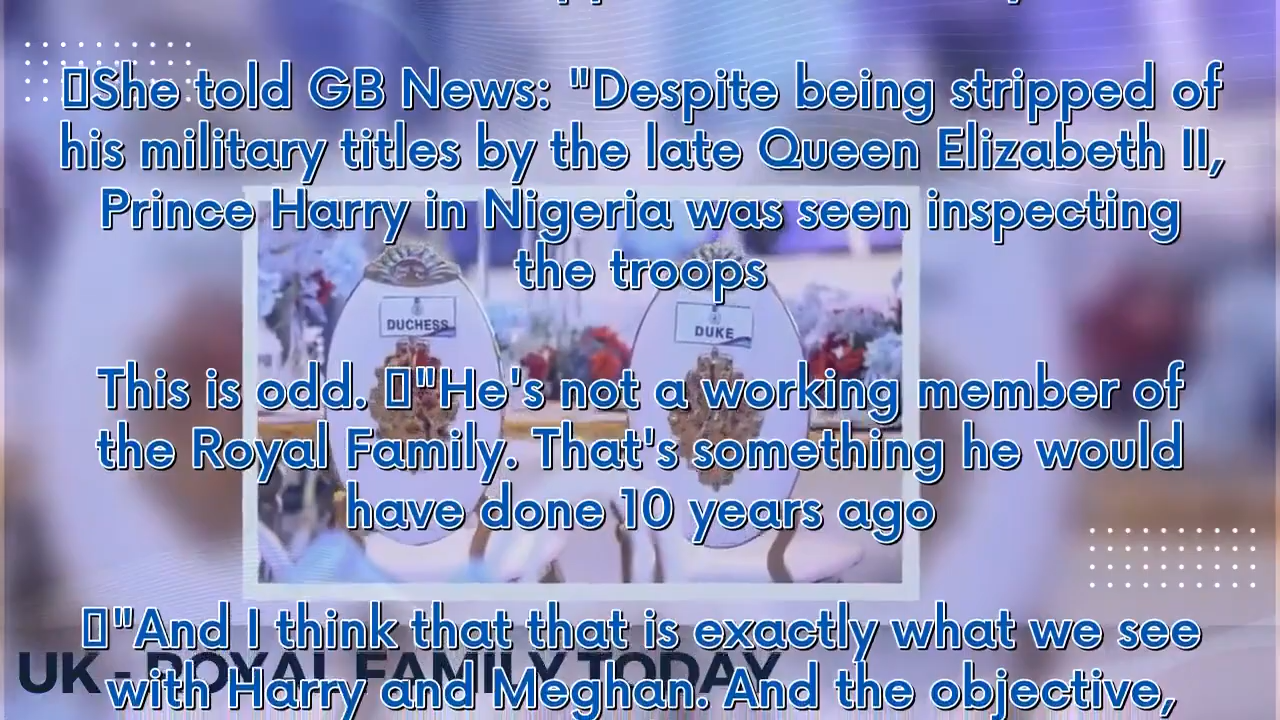 She told GB News: "Despite being stripped of
his military titles by the late Queen Elizabeth II,
Prince Harry in Nigeria was seen inspecting
the troops
DUCHESS
DUKE
This is odd. "He's not a working member of
the Royal Family. That's something he would
have done 10 years ago
"And I think that that is exactly what we see
UK - ROYAL FAMILY TODAY
with Harry and Meghan. And the objective,